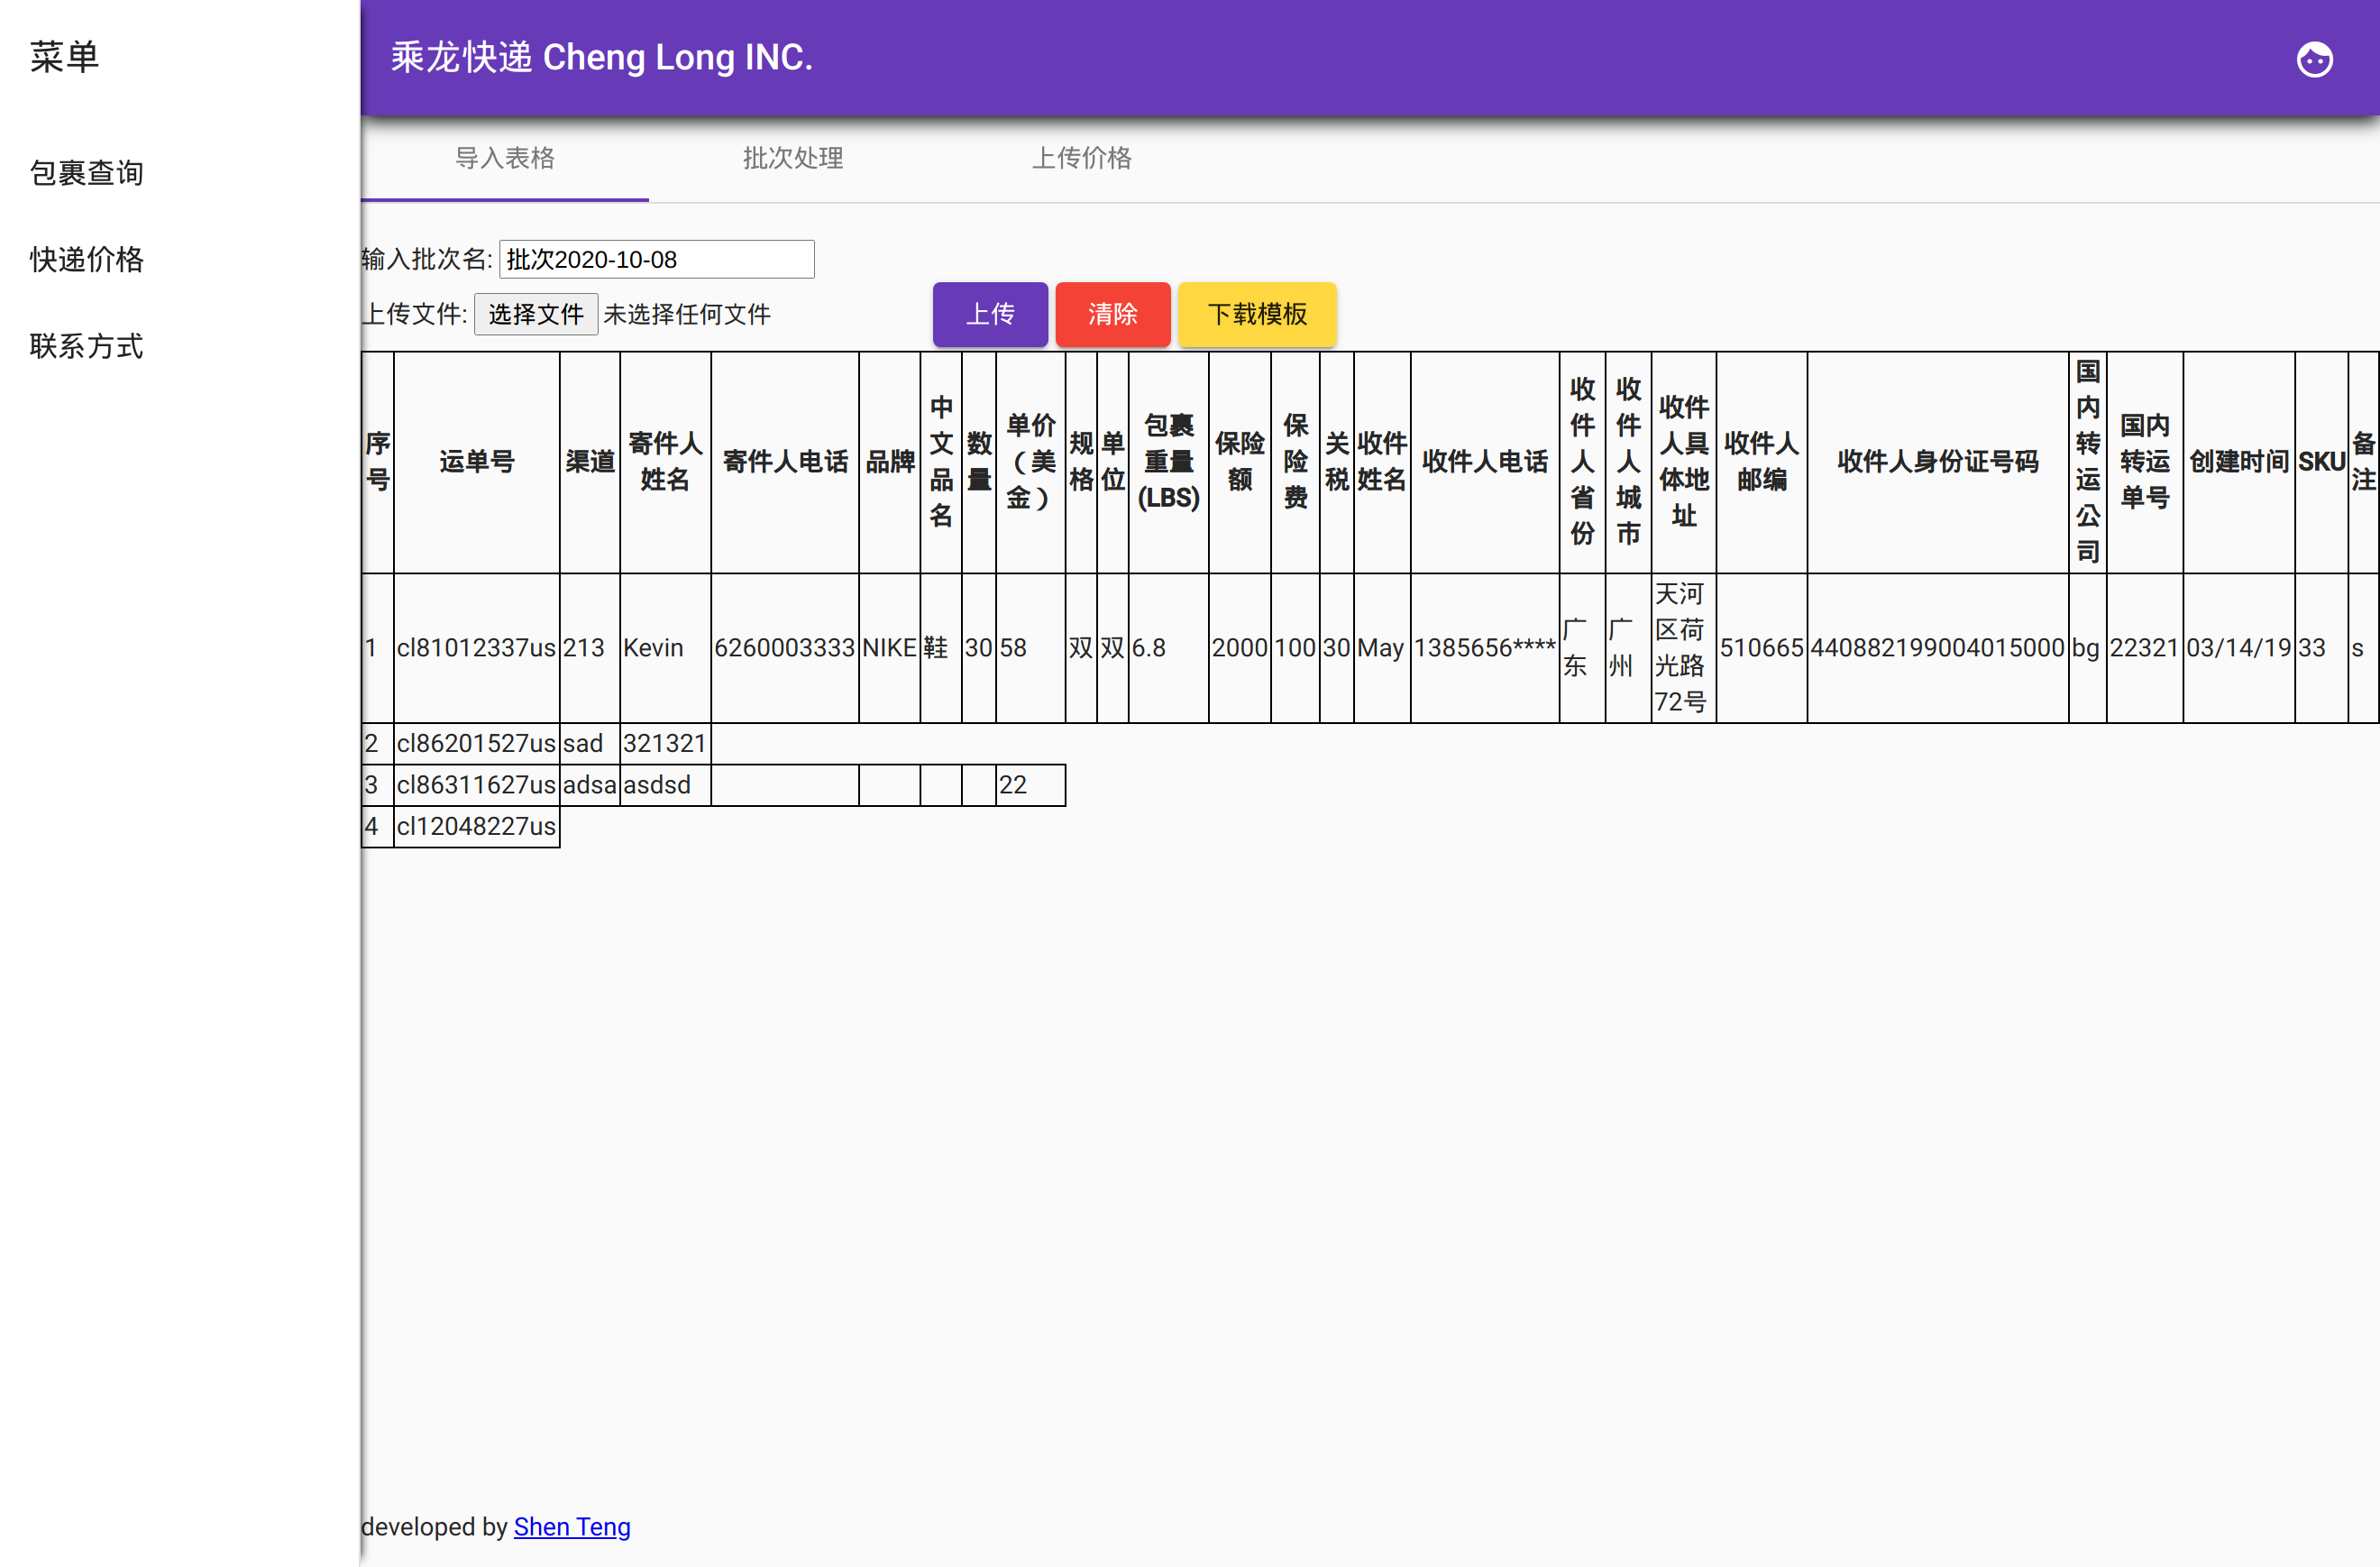 菜单
包裹查询
快递价格
联系方式
乘龙快递 Cheng Long INC.
导入表格 批次处理 上传价格
输入批次名: 批次2020-10-08
上传文件: 选择文件 未选择任何文件 上传 清除 下载模板
序号 运单号 渠道 寄件人姓名 寄件人电话 品牌 中文品名 数量 单价（美金） 规格 单位 包裹重量(LBS) 保险额 保险费 关税 收件姓名 收件人电话 收件人省份 收件人城市 收件人具体地址 收件人邮编 收件人身份证号码 国内转运公司 国内转运单号 创建时间 SKU 备注
1 cl81012337us 213 Kevin 6260003333 NIKE 鞋 30 58 双 双 6.8 2000 100 30 May 1385656**** 广东 广州 天河区荷光路72号 510665 440882199004015000 bg 22321 03/14/19 33 s
2 cl86201527us sad 321321
3 cl86311627us adsa asdsd 22
4 cl12048227us
developed by Shen Teng